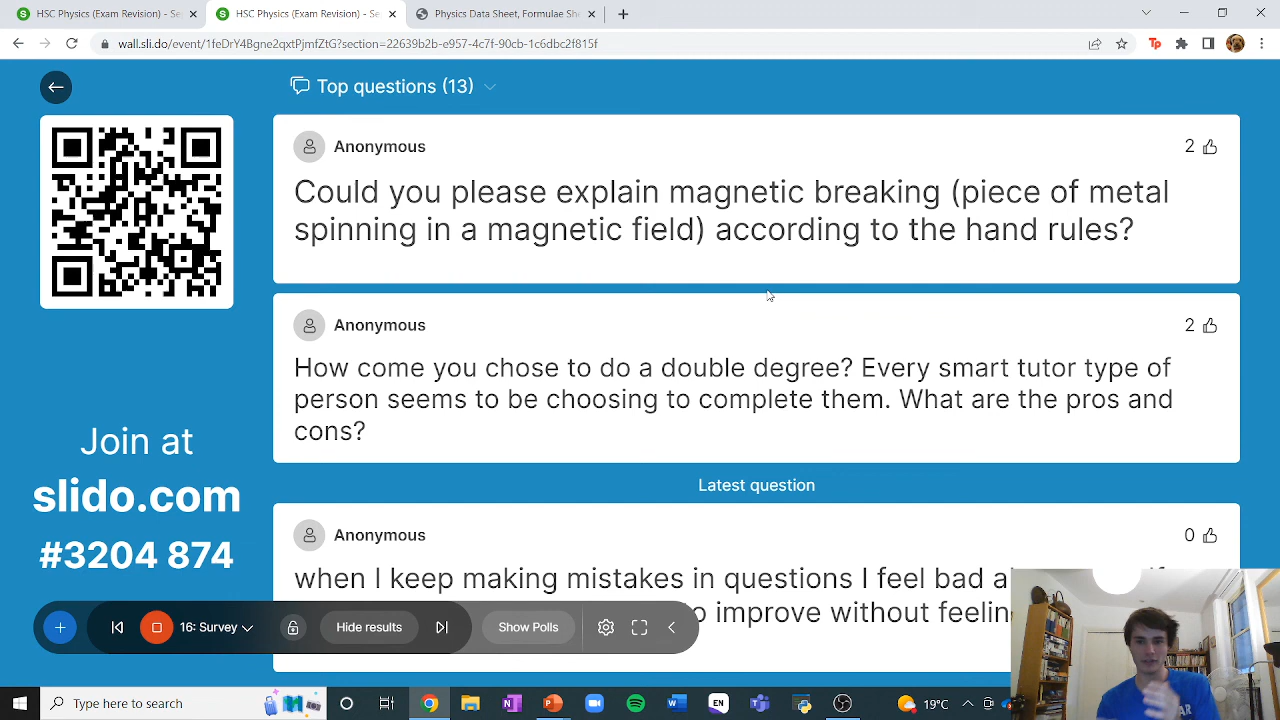 HSC Physics (Exam Revision) - Se
HSC Physics (Exam Revision) - Se
Physics Data Sheet, Formulae She
wall.sli.do/event/1feDrY4Bgne2qxtPjmfZtG?section=22639b2b-e967-4c7f-90cb-1c6dbc2f815f
Tp
Top questions (13)
Anonymous
2
Could you please explain magnetic breaking (piece of metal
spinning in a magnetic field) according to the hand rules?
Anonymous
2
How come you chose to do a double degree? Every smart tutor type of
person seems to be choosing to complete them. What are the pros and
cons?
Latest question
Anonymous
0
when I keep making mistakes in questions I feel bad
improve without
Join at
slido.com
#3204 874
16: Survey
Hide results
Show Polls
Type here to search
EN
19°C